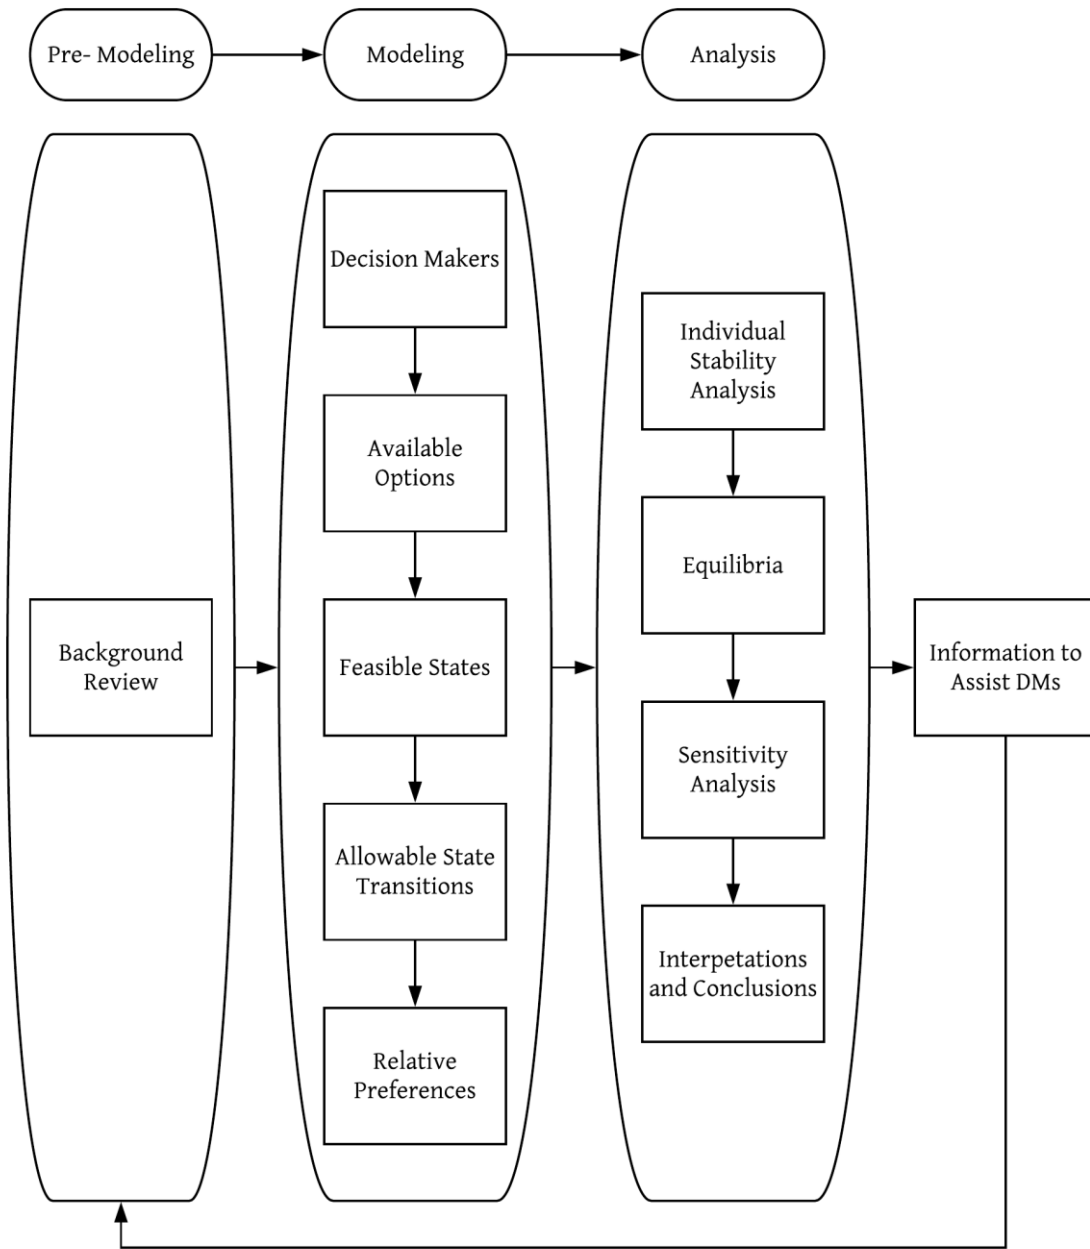 Pre- Modeling
Modeling
Analysis
Background
Review
Decision Makers
Available
Options
Feasible States
Allowable State
Transitions
Relative
Preferences
Individual
Stability
Analysis
Equilibria
Sensitivity
Analysis
Interpetations
and Conclusions
Information to
Assist DMs